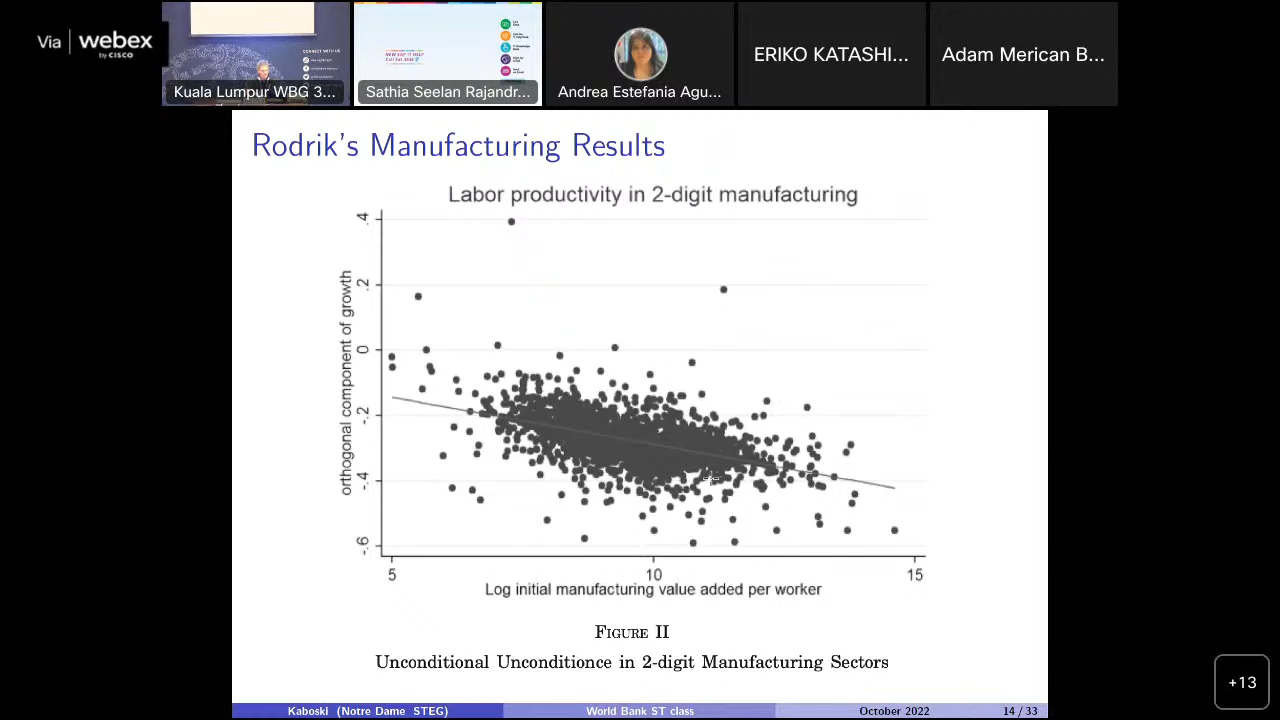 Via webex
by CISCO
CONNECT WITH US
Kuala Lumpur WBG 3...
Sathia Seelan Rajandr...
Andrea Estefania Agu...
ERIKO KATASHI...
Adam Merican B...
Rodrik's Manufacturing Results
Labor productivity in 2-digit manufacturing
orthogonal component of growth
.4
.2
0
-.2
-.4
-.6
5
10
15
Log initial manufacturing value added per worker
Figure II
Unconditional Unconditionce in 2-digit Manufacturing Sectors
Kaboski (Notre Dame STEG)
World Bank ST class
October 2022
14 / 33
+13